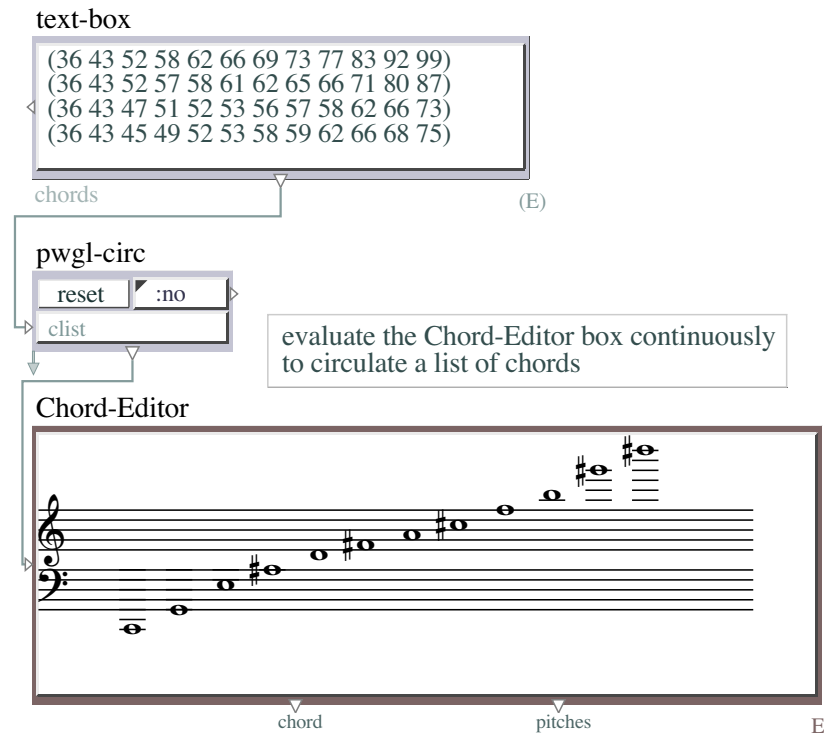 text-box
(36 43 52 58 62 66 69 73 77 83 92 99)
(36 43 52 57 58 61 62 65 66 71 80 87)
(36 43 47 51 52 53 56 57 58 62 66 73)
(36 43 45 49 52 53 58 59 62 66 68 75)
chords
(E)
pwgl-circ
reset :no
clist
evaluate the Chord-Editor box continuously
to circulate a list of chords
Chord-Editor
chord pitches
E